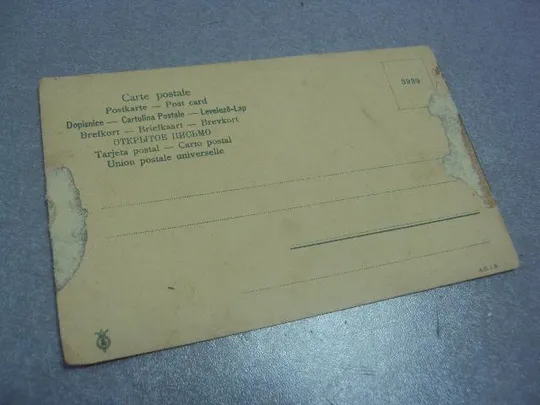 Carte postale
Postkarte — Post card
Dopisnice — Cartolina Postale — Levelező-Lap
Brefkort — Briefkaart — Brevkort
ОТКРЫТОЕ ПИСЬМО
Tarjeta postal — Carto postal
Union postale universelle
3989